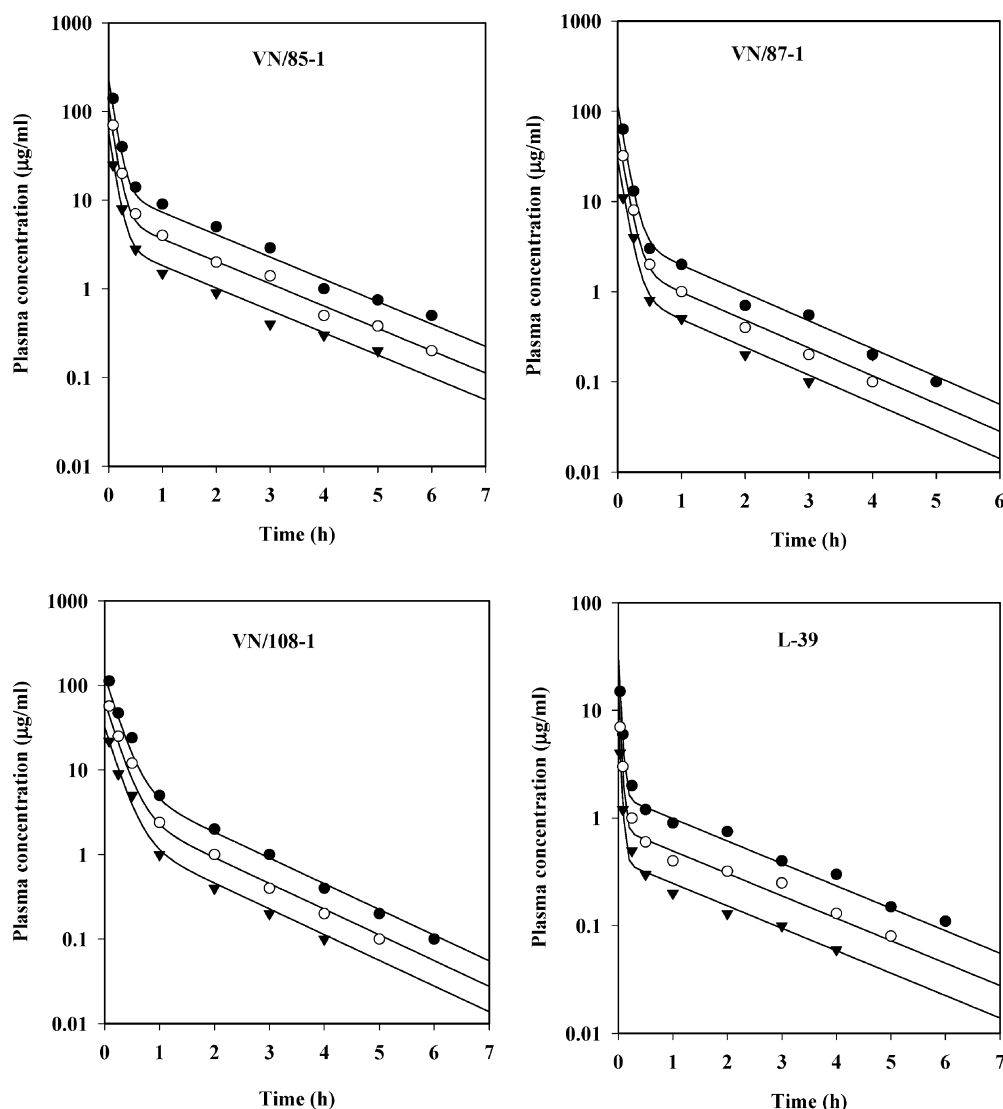 VN/85-1
Plasma concentration (µg/ml)
1000
100
10
1
0.1
0.01
0 1 2 3 4 5 6 7
Time (h)
VN/87-1
Plasma concentration (µg/ml)
1000
100
10
1
0.1
0.01
0 1 2 3 4 5 6
Time (h)
VN/108-1
Plasma concentration (µg/ml)
1000
100
10
1
0.1
0.01
0 1 2 3 4 5 6 7
Time (h)
L-39
Plasma concentration (µg/ml)
100
10
1
0.1
0.01
0 1 2 3 4 5 6 7
Time (h)